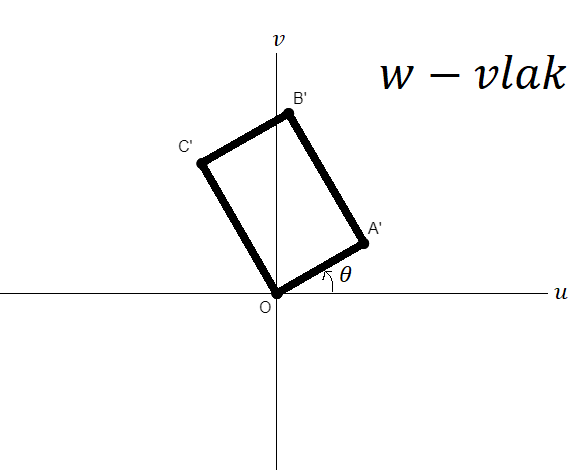 v
w − vlak
B'
C'
A'
θ
O
u